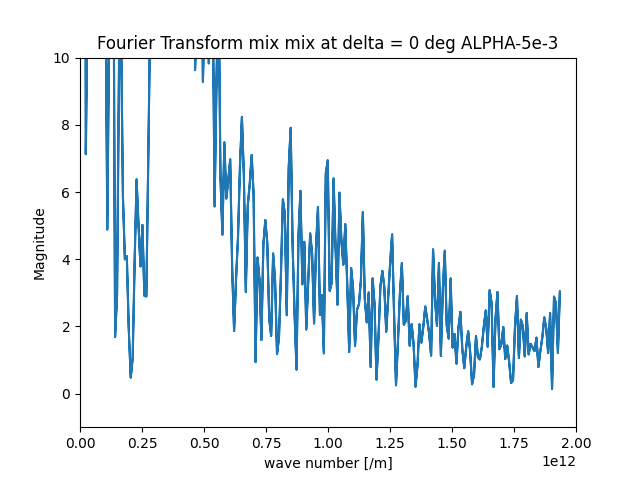 Fourier Transform mix mix at delta = 0 deg ALPHA-5e-3
10
8
6
4
2
0
Magnitude
0.00 0.25 0.50 0.75 1.00 1.25 1.50 1.75 2.00
wave number [/m]
1e12